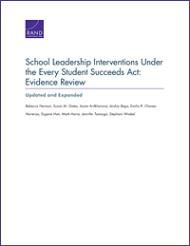 RAND
School Leadership Interventions Under
the Every Student Succeeds Act:
Evidence Review
Updated and Expanded
Rebecca Herman, Susan M. Gates, Aziza Arifkhanova, Andriy Bega, Emilio R. Chavez-
Herrerias, Eugene Han, Mark Harris, Jennifer Tamargo, Stephani Wrabel